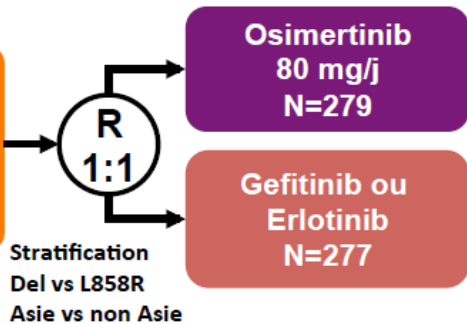 Osimertinib
80 mg/j
N=279
R
1:1
Gefitinib ou
Erlotinib
N=277
Stratification
Del vs L858R
Asie vs non Asie